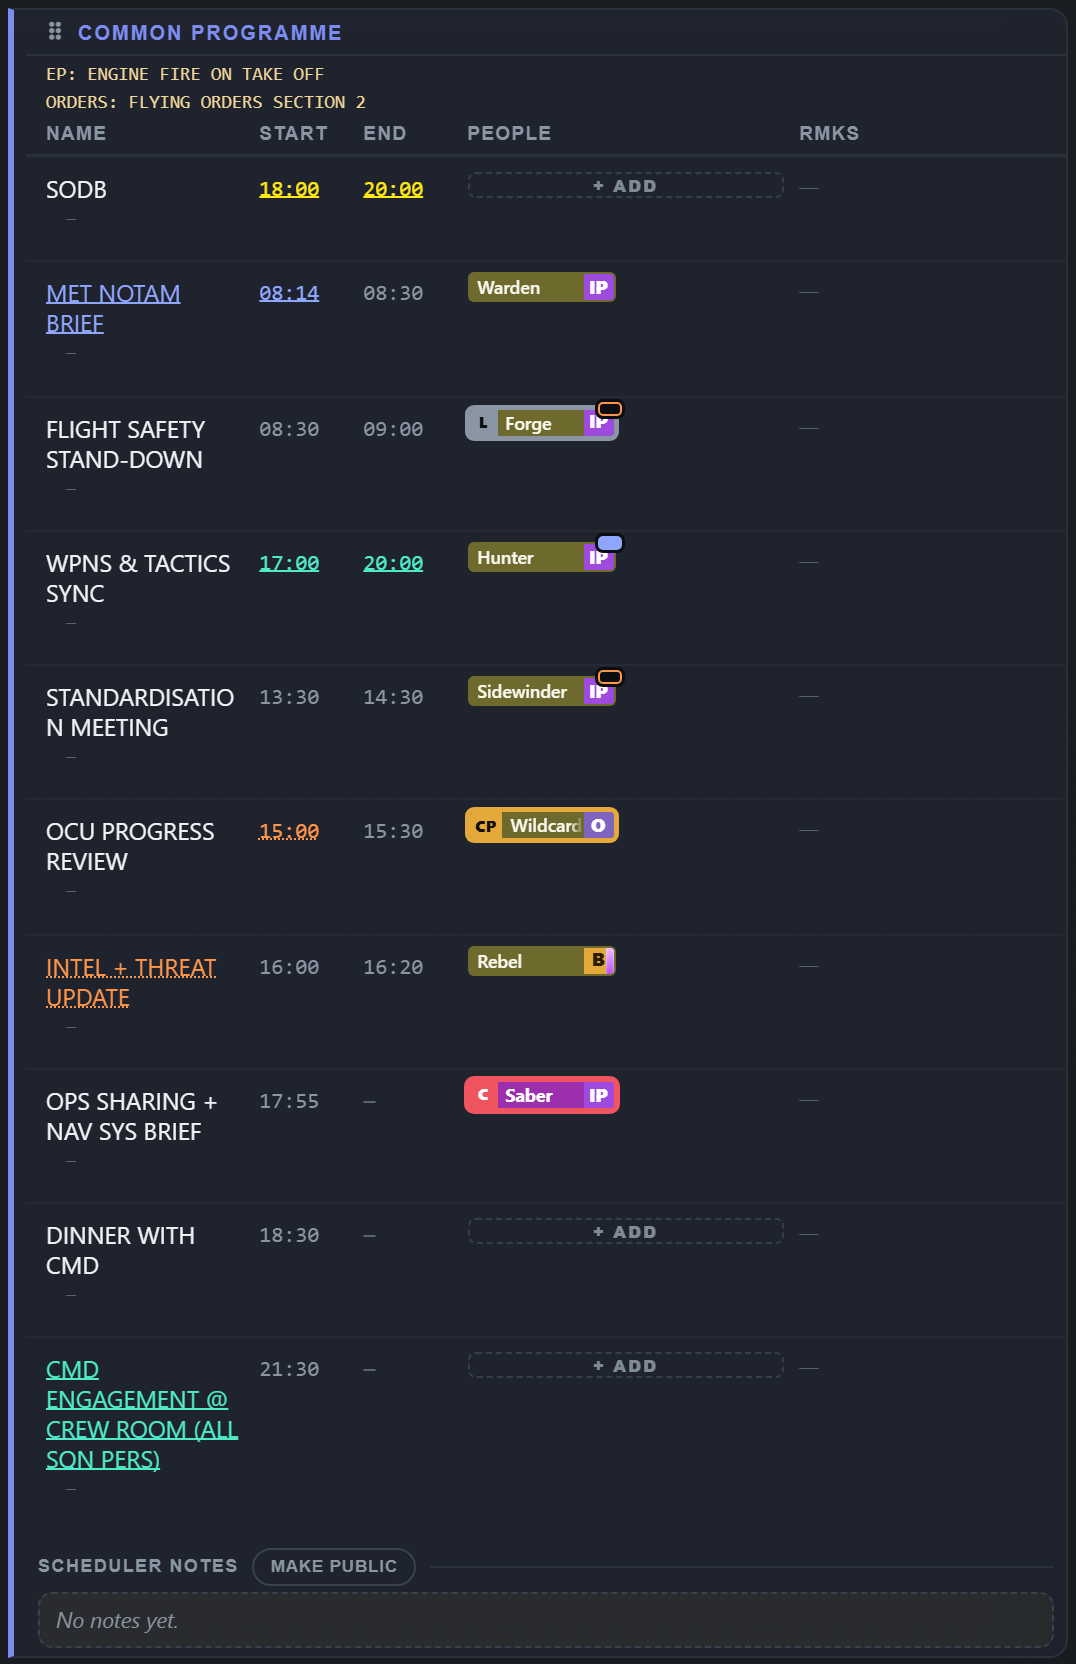 COMMON PROGRAMME
EP: ENGINE FIRE ON TAKE OFF
ORDERS: FLYING ORDERS SECTION 2
NAME START END PEOPLE RMKS
SODB 18:00 20:00 + ADD —
—
MET NOTAM 08:14 08:30 Warden IP —
BRIEF
—
FLIGHT SAFETY 08:30 09:00 L Forge IP —
STAND-DOWN
—
WPNS & TACTICS 17:00 20:00 Hunter IP —
SYNC
—
STANDARDISATIO 13:30 14:30 Sidewinder IP —
N MEETING
—
OCU PROGRESS 15:00 15:30 CP Wildcard O —
REVIEW
—
INTEL + THREAT 16:00 16:20 Rebel B —
UPDATE
—
OPS SHARING + 17:55 — C Saber IP —
NAV SYS BRIEF
—
DINNER WITH 18:30 — + ADD —
CMD
—
CMD 21:30 — + ADD —
ENGAGEMENT @
CREW ROOM (ALL
SQN PERS)
—
SCHEDULER NOTES MAKE PUBLIC
No notes yet.